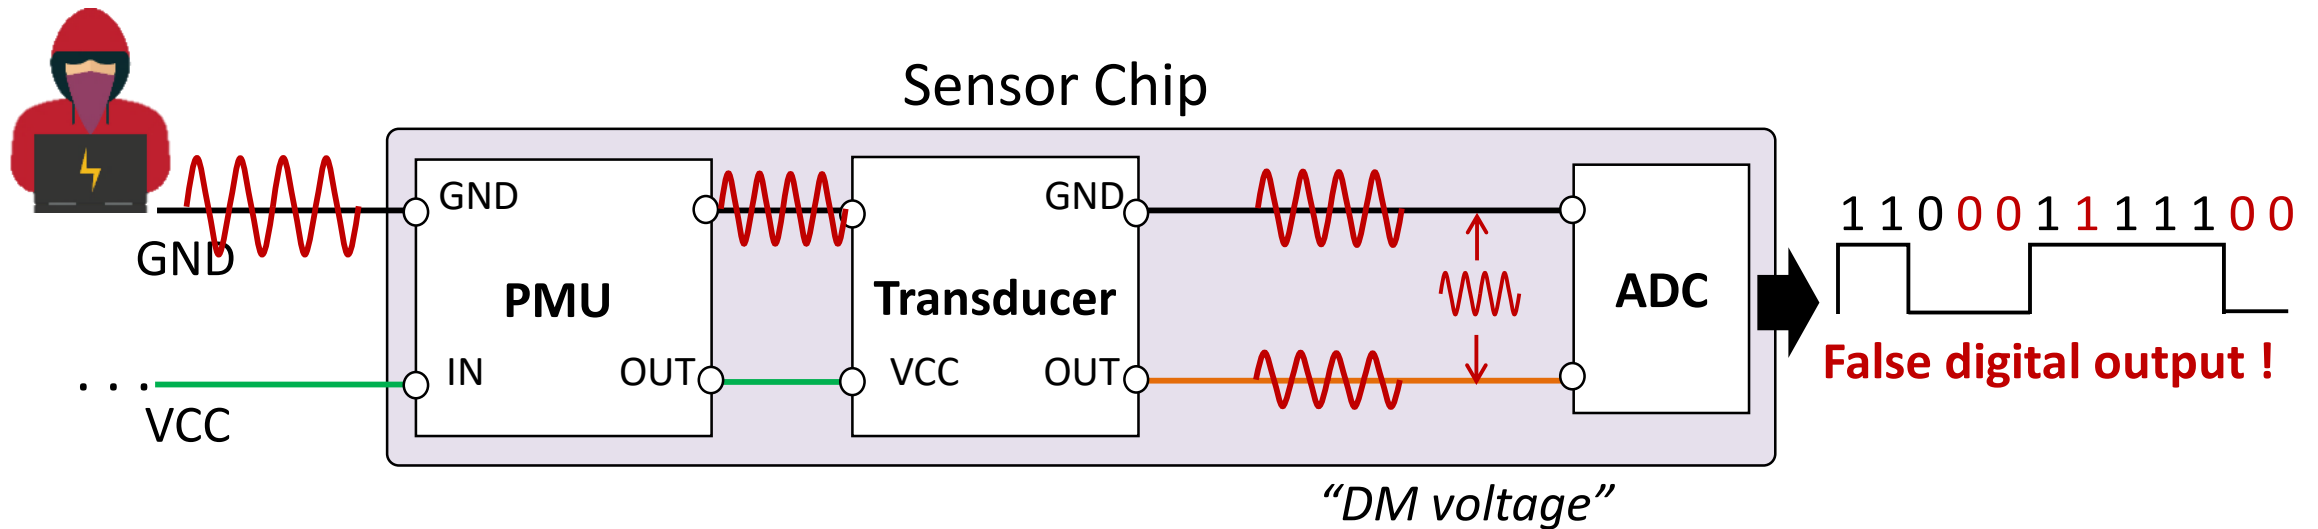 Sensor Chip
GND
GND
GND
PMU
Transducer
ADC
1 1 0 0 0 1 1 1 1 1 0 0
IN
OUT
VCC
OUT
False digital output !
. . .
VCC
“DM voltage”